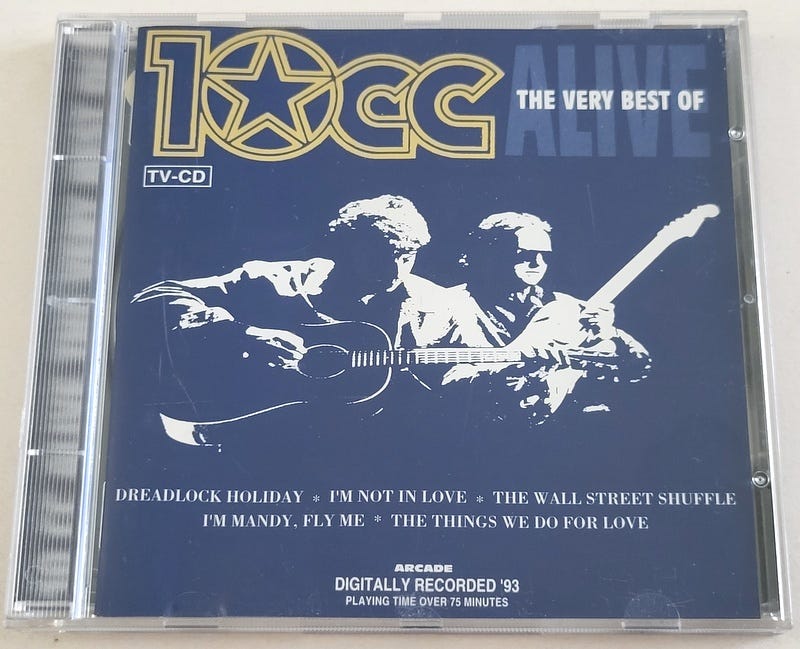 10cc
ALIVE
THE VERY BEST OF
TV-CD
DREADLOCK HOLIDAY * I'M NOT IN LOVE * THE WALL STREET SHUFFLE
I'M MANDY, FLY ME * THE THINGS WE DO FOR LOVE
ARCADE
DIGITALLY RECORDED '93
PLAYING TIME OVER 75 MINUTES